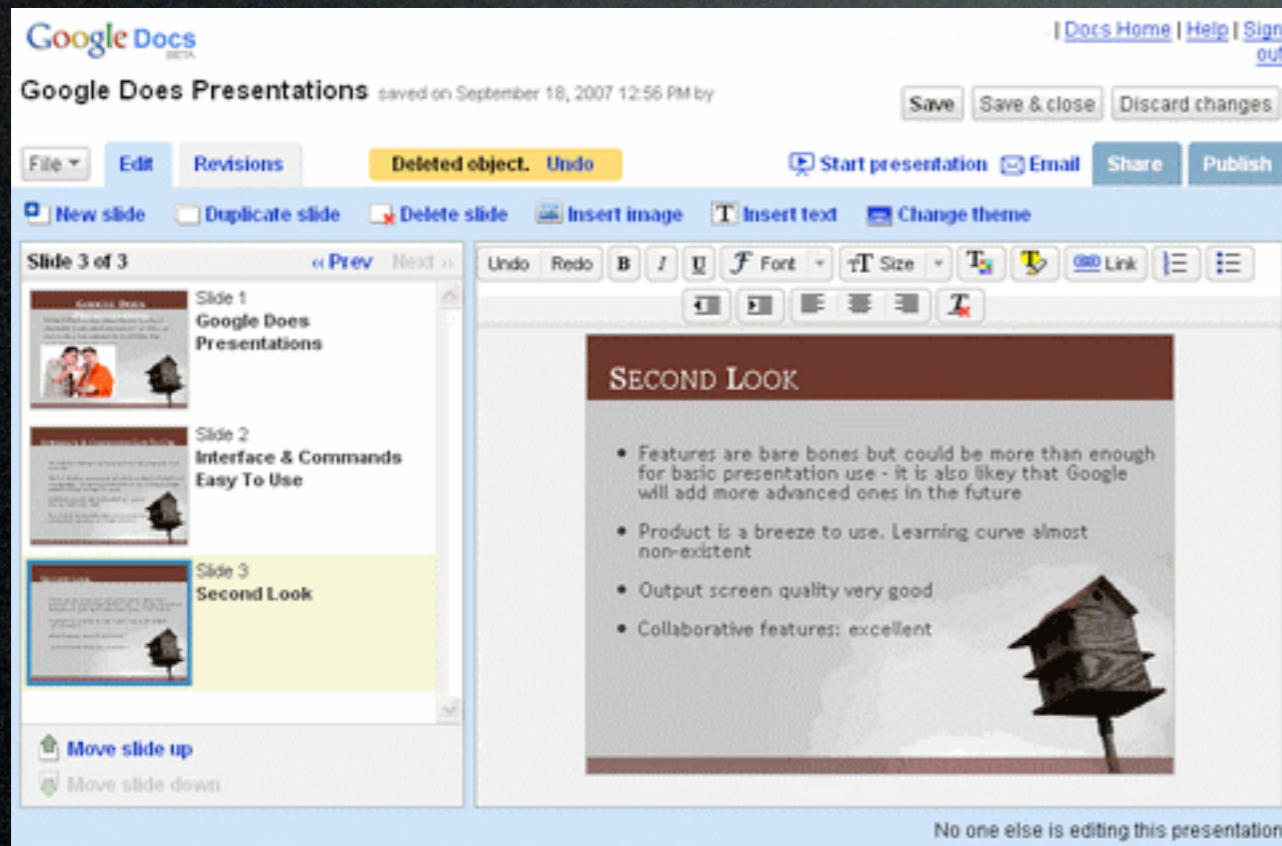 Google Docs
BETA
| Docs Home | Help | Sign
out
Google Does Presentations saved on September 18, 2007 12:56 PM by
Save Save & close Discard changes
File Edit Revisions Deleted object. Undo Start presentation Email Share Publish
New slide Duplicate slide Delete slide Insert image Insert text Change theme
Slide 3 of 3 « Prev Next »
Undo Redo B I U F Font TT Size Link
Slide 1
Google Does
Presentations
Slide 2
Interface & Commands
Easy To Use
Slide 3
Second Look
Move slide up
Move slide down
SECOND LOOK
• Features are bare bones but could be more than enough
for basic presentation use - it is also likey that Google
will add more advanced ones in the future
• Product is a breeze to use. Learning curve almost
non-existent
• Output screen quality very good
• Collaborative features: excellent
No one else is editing this presentation